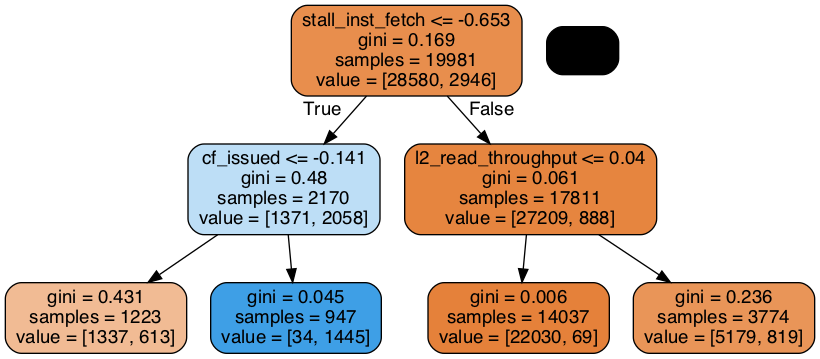 stall_inst_fetch <= -0.653
gini = 0.169
samples = 19981
value = [28580, 2946]
True
False
cf_issued <= -0.141
gini = 0.48
samples = 2170
value = [1371, 2058]
l2_read_throughput <= 0.04
gini = 0.061
samples = 17811
value = [27209, 888]
gini = 0.431
samples = 1223
value = [1337, 613]
gini = 0.045
samples = 947
value = [34, 1445]
gini = 0.006
samples = 14037
value = [22030, 69]
gini = 0.236
samples = 3774
value = [5179, 819]